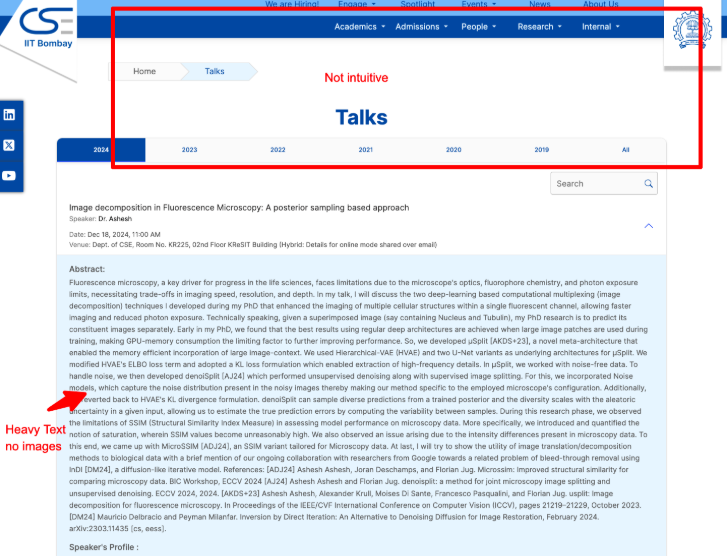 We are Hiring! Engage Spotlight Events News About Us
CSE
IIT Bombay
Academics Admissions People Research Internal
Home Talks
Not intuitive
in
X
Talks
2024 2023 2022 2021 2020 2019 All
Search
Image decomposition in Fluorescence Microscopy: A posterior sampling based approach
Speaker: Dr. Ashesh
Date: Dec 18, 2024, 11:00 AM
Venue: Dept. of CSE, Room No. KR225, 02nd Floor KReSIT Building (Hybrid: Details for online mode shared over email)
Abstract:
Fluorescence microscopy, a key driver for progress in the life sciences, faces limitations due to the microscope's optics, fluorophore chemistry, and photon exposure
limits, necessitating trade-offs in imaging speed, resolution, and depth. In my talk, I will discuss the two deep-learning based computational multiplexing (image
decomposition) techniques I developed during my PhD that enhanced the imaging of multiple cellular structures within a single fluorescent channel, allowing faster
imaging and reduced photon exposure. Technically speaking, given a superimposed image (say containing Nucleus and Tubulin), my PhD research is to predict its
constituent images separately. Early in my PhD, we found that the best results using regular deep architectures are achieved when large image patches are used during
training, making GPU-memory consumption the limiting factor to further improving performance. So, we developed μSplit [AKDS+23], a novel meta-architecture that
enabled the memory efficient incorporation of large image-context. We used Hierarchical-VAE (HVAE) and two U-Net variants as underlying architectures for μSplit. We
modified HVAE's ELBO loss term and adopted a KL loss formulation which enabled extraction of high-frequency details. In μSplit, we worked with noise-free data. To
handle noise, we then developed denoiSplit [AJ24] which performed unsupervised denoising along with supervised image splitting. For this, we incorporated Noise
models, which capture the noise distribution present in the noisy images thereby making our method specific to the employed microscope's configuration. Additionally,
reverted back to HVAE's KL divergence formulation. denoiSplit can sample diverse predictions from a trained posterior and the diversity scales with the aleatoric
uncertainty in a given input, allowing us to estimate the true prediction errors by computing the variability between samples. During this research phase, we observed
the limitations of SSIM (Structural Similarity Index Measure) in assessing model performance on microscopy data. More specifically, we introduced and quantified the
notion of saturation, wherein SSIM values become unreasonably high. We also observed an issue arising due to the intensity differences present in microscopy data. To
this end, we came up with MicroSSIM [ADJ24], an SSIM variant tailored for Microscopy data. At last, I will try to show the utility of image translation/decomposition
methods to biological data with a brief mention of our ongoing collaboration with researchers from Google towards a related problem of bleed-through removal using
InDI [DM24], a diffusion-like iterative model. References: [ADJ24] Ashesh Ashesh, Joran Deschamps, and Florian Jug. Microssim: Improved structural similarity for
comparing microscopy data. BIC Workshop, ECCV 2024 [AJ24] Ashesh Ashesh and Florian Jug. denoisplit: a method for joint microscopy image splitting and
unsupervised denoising. ECCV 2024, 2024. [AKDS+23] Ashesh Ashesh, Alexander Krull, Moises Di Sante, Francesco Pasqualini, and Florian Jug. usplit: Image
decomposition for fluorescence microscopy. In Proceedings of the IEEE/CVF International Conference on Computer Vision (ICCV), pages 21219–21229, October 2023.
[DM24] Mauricio Delbracio and Peyman Milanfar. Inversion by Direct Iteration: An Alternative to Denoising Diffusion for Image Restoration, February 2024.
arXiv:2303.11435 [cs, eess].
Heavy Text
no images
Speaker's Profile :